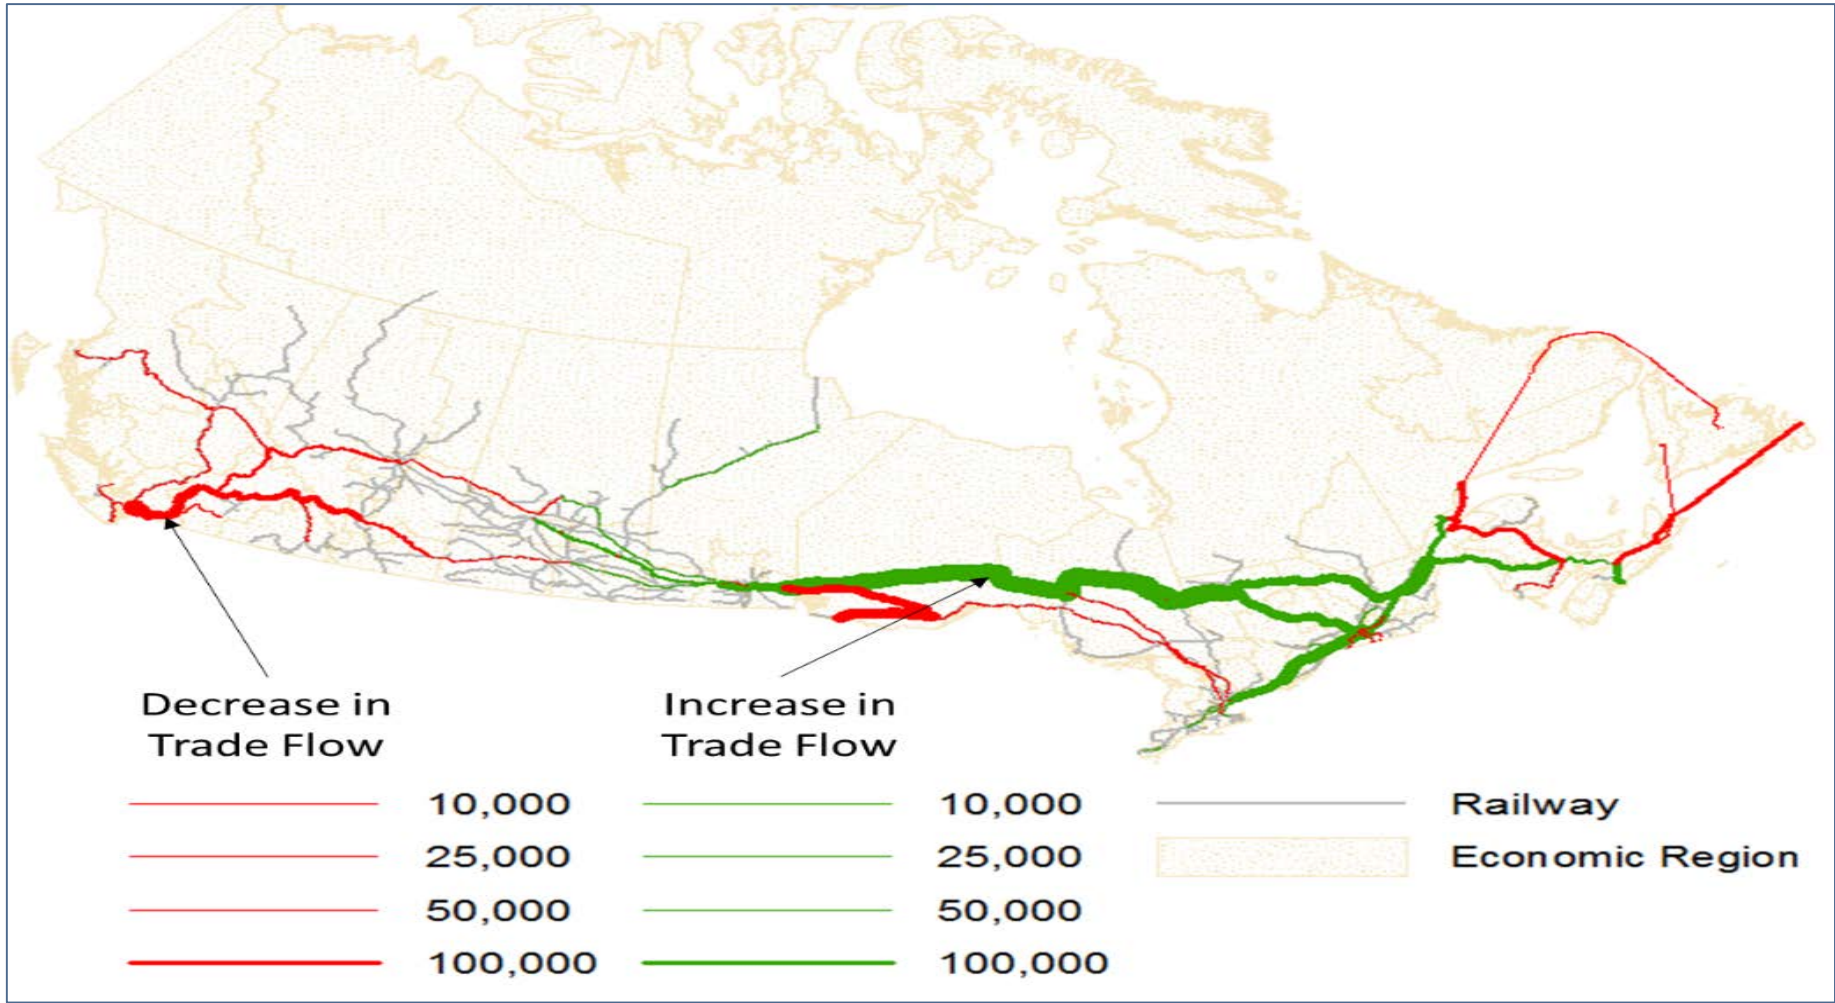 Decrease in
Trade Flow
Increase in
Trade Flow
10,000
10,000
Railway
25,000
25,000
Economic Region
50,000
50,000
100,000
100,000